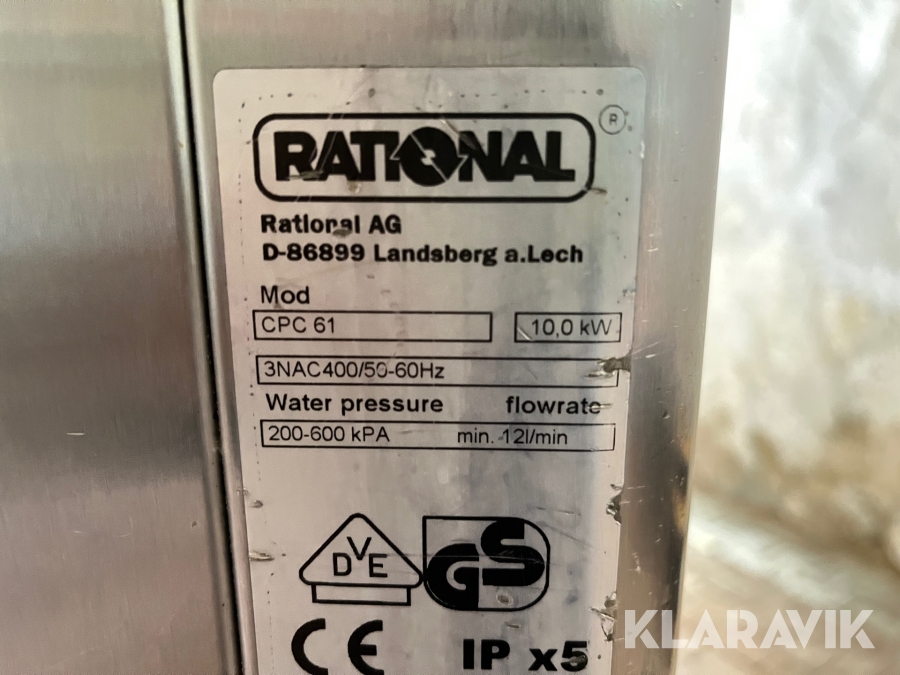 RATIONAL
®
Rational AG
D-86899 Landsberg a.Lech
Mod
CPC 61 10,0 kW
3NAC400/50-60Hz
Water pressure flowrate
200-600 kPA min. 12l/min
VDE GS
CE IP x5
KLARAVIK